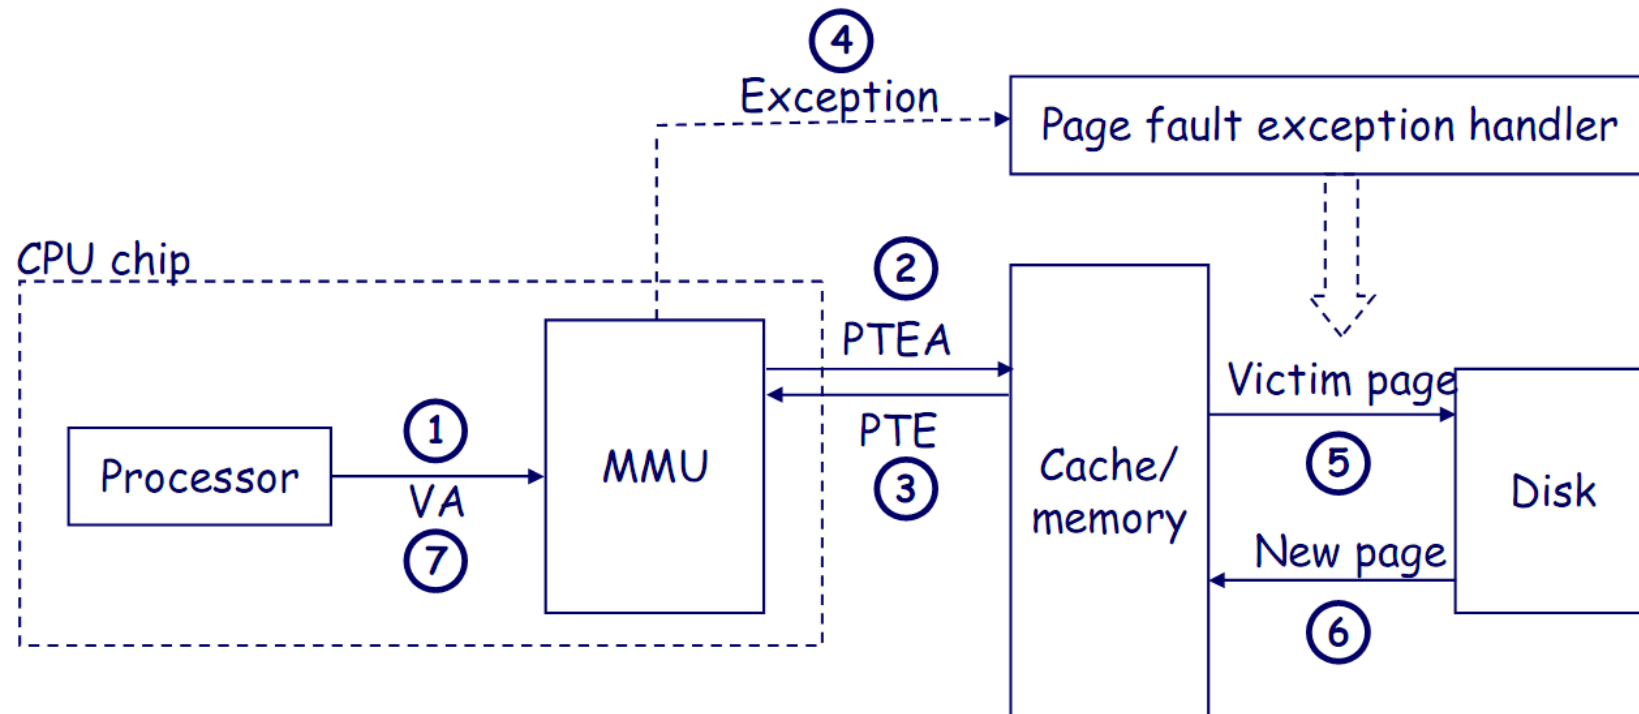 4
Exception
Page fault exception handler
CPU chip
2
PTEA
Victim page
1
PTE
5
Processor
MMU
Cache/
memory
Disk
VA
3
7
New page
6